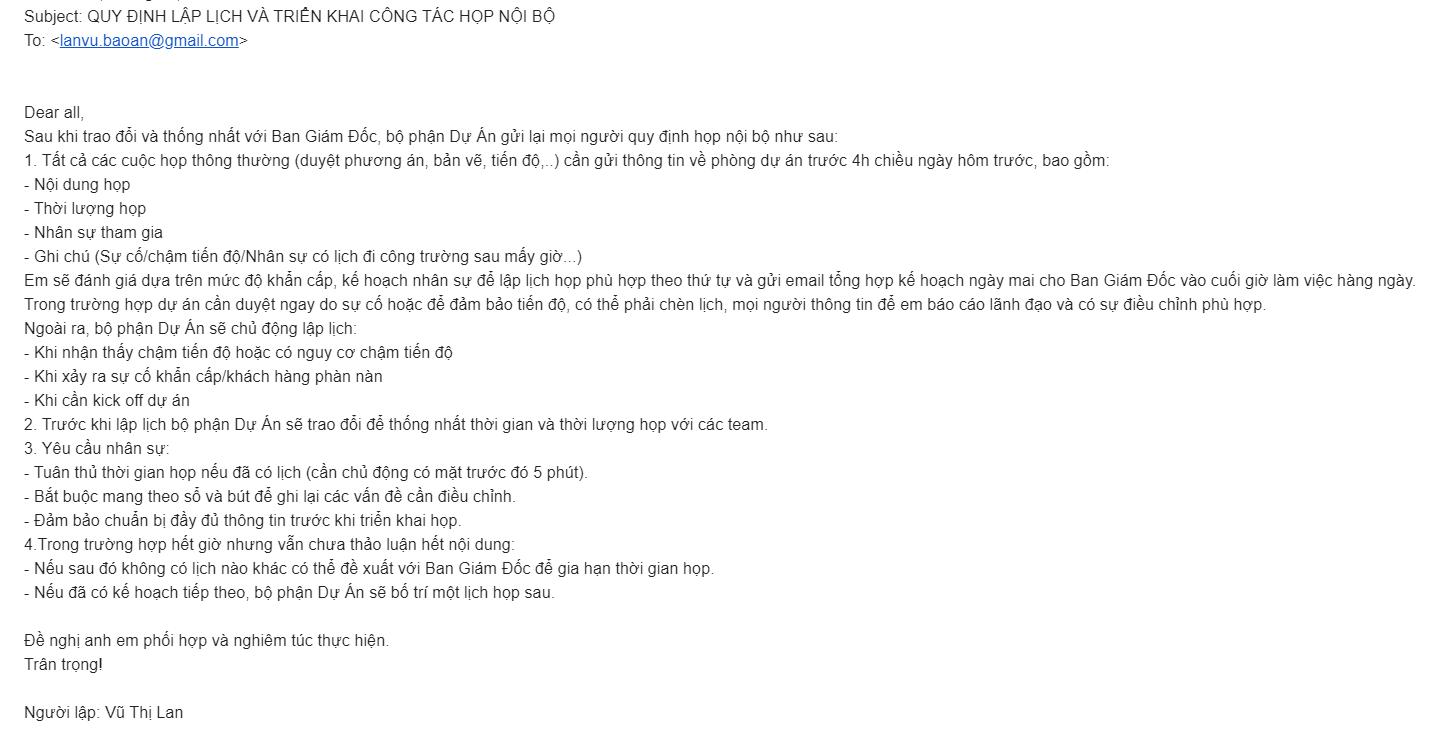 Subject: QUY ĐỊNH LẬP LỊCH VÀ TRIỂN KHAI CÔNG TÁC HỌP NỘI BỘ
To: <lanvu.baoan@gmail.com>
Dear all,
Sau khi trao đổi và thống nhất với Ban Giám Đốc, bộ phận Dự Án gửi lại mọi người quy định họp nội bộ như sau:
1. Tất cả các cuộc họp thông thường (duyệt phương án, bản vẽ, tiến độ,..) cần gửi thông tin về phòng dự án trước 4h chiều ngày hôm trước, bao gồm:
- Nội dung họp
- Thời lượng họp
- Nhân sự tham gia
- Ghi chú (Sự cố/chậm tiến độ/Nhân sự có lịch đi công trường sau mấy giờ...)
Em sẽ đánh giá dựa trên mức độ khẩn cấp, kế hoạch nhân sự để lập lịch họp phù hợp theo thứ tự và gửi email tổng hợp kế hoạch ngày mai cho Ban Giám Đốc vào cuối giờ làm việc hàng ngày.
Trong trường hợp dự án cần duyệt ngay do sự cố hoặc để đảm bảo tiến độ, có thể phải chèn lịch, mọi người thông tin để em báo cáo lãnh đạo và có sự điều chỉnh phù hợp.
Ngoài ra, bộ phận Dự Án sẽ chủ động lập lịch:
- Khi nhận thấy chậm tiến độ hoặc có nguy cơ chậm tiến độ
- Khi xảy ra sự cố khẩn cấp/khách hàng phàn nàn
- Khi cần kick off dự án
2. Trước khi lập lịch bộ phận Dự Án sẽ trao đổi để thống nhất thời gian và thời lượng họp với các team.
3. Yêu cầu nhân sự:
- Tuân thủ thời gian họp nếu đã có lịch (cần chủ động có mặt trước đó 5 phút).
- Bắt buộc mang theo sổ và bút để ghi lại các vấn đề cần điều chỉnh.
- Đảm bảo chuẩn bị đầy đủ thông tin trước khi triển khai họp.
4.Trong trường hợp hết giờ nhưng vẫn chưa thảo luận hết nội dung:
- Nếu sau đó không có lịch nào khác có thể đề xuất với Ban Giám Đốc để gia hạn thời gian họp.
- Nếu đã có kế hoạch tiếp theo, bộ phận Dự Án sẽ bố trí một lịch họp sau.
Đề nghị anh em phối hợp và nghiêm túc thực hiện.
Trân trọng!
Người lập: Vũ Thị Lan